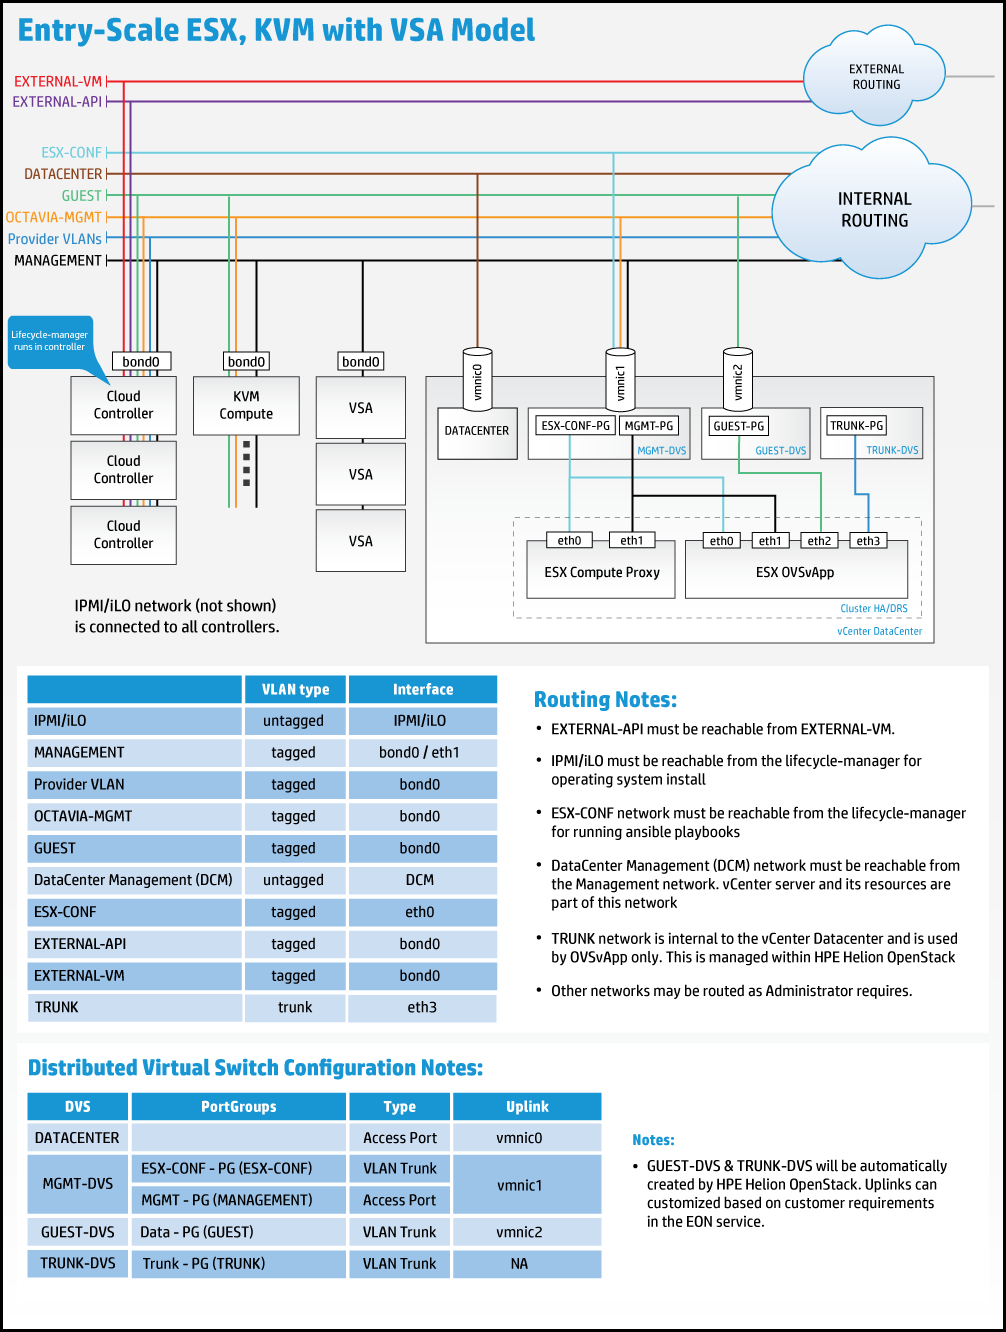 Entry-Scale ESX, KVM with VSA Model
EXTERNAL-VM
EXTERNAL-API
EXTERNAL
ROUTING
ESX-CONF
DATACENTER
GUEST
OCTAVIA-MGMT
Provider VLANs
MANAGEMENT
INTERNAL
ROUTING
Lifecycle-manager
runs in controller
bond0
bond0
bond0
vmnic0
vmnic1
vmnic2
Cloud
Controller
Cloud
Controller
Cloud
Controller
KVM
Compute
VSA
VSA
VSA
DATACENTER
ESX-CONF-PG
MGMT-PG
MGMT-DVS
GUEST-PG
GUEST-DVS
TRUNK-PG
TRUNK-DVS
eth0
eth1
eth0
eth1
eth2
eth3
ESX Compute Proxy
ESX OVSvApp
Cluster HA/DRS
vCenter DataCenter
IPMI/iLO network (not shown)
is connected to all controllers.
VLAN type Interface
IPMI/iLO untagged IPMI/iLO
MANAGEMENT tagged bond0 / eth1
Provider VLAN tagged bond0
OCTAVIA-MGMT tagged bond0
GUEST tagged bond0
DataCenter Management (DCM) untagged DCM
ESX-CONF tagged eth0
EXTERNAL-API tagged bond0
EXTERNAL-VM tagged bond0
TRUNK trunk eth3
Routing Notes:
• EXTERNAL-API must be reachable from EXTERNAL-VM.
• IPMI/iLO must be reachable from the lifecycle-manager for
operating system install
• ESX-CONF network must be reachable from the lifecycle-manager
for running ansible playbooks
• DataCenter Management (DCM) network must be reachable from
the Management network. vCenter server and its resources are
part of this network
• TRUNK network is internal to the vCenter Datacenter and is used
by OVSvApp only. This is managed within HPE Helion OpenStack
• Other networks may be routed as Administrator requires.
Distributed Virtual Switch Configuration Notes:
DVS PortGroups Type Uplink
DATACENTER Access Port vmnic0
MGMT-DVS ESX-CONF - PG (ESX-CONF) VLAN Trunk vmnic1
MGMT - PG (MANAGEMENT) Access Port
GUEST-DVS Data - PG (GUEST) VLAN Trunk vmnic2
TRUNK-DVS Trunk - PG (TRUNK) VLAN Trunk NA
Notes:
• GUEST-DVS & TRUNK-DVS will be automatically
created by HPE Helion OpenStack. Uplinks can
customized based on customer requirements
in the EON service.